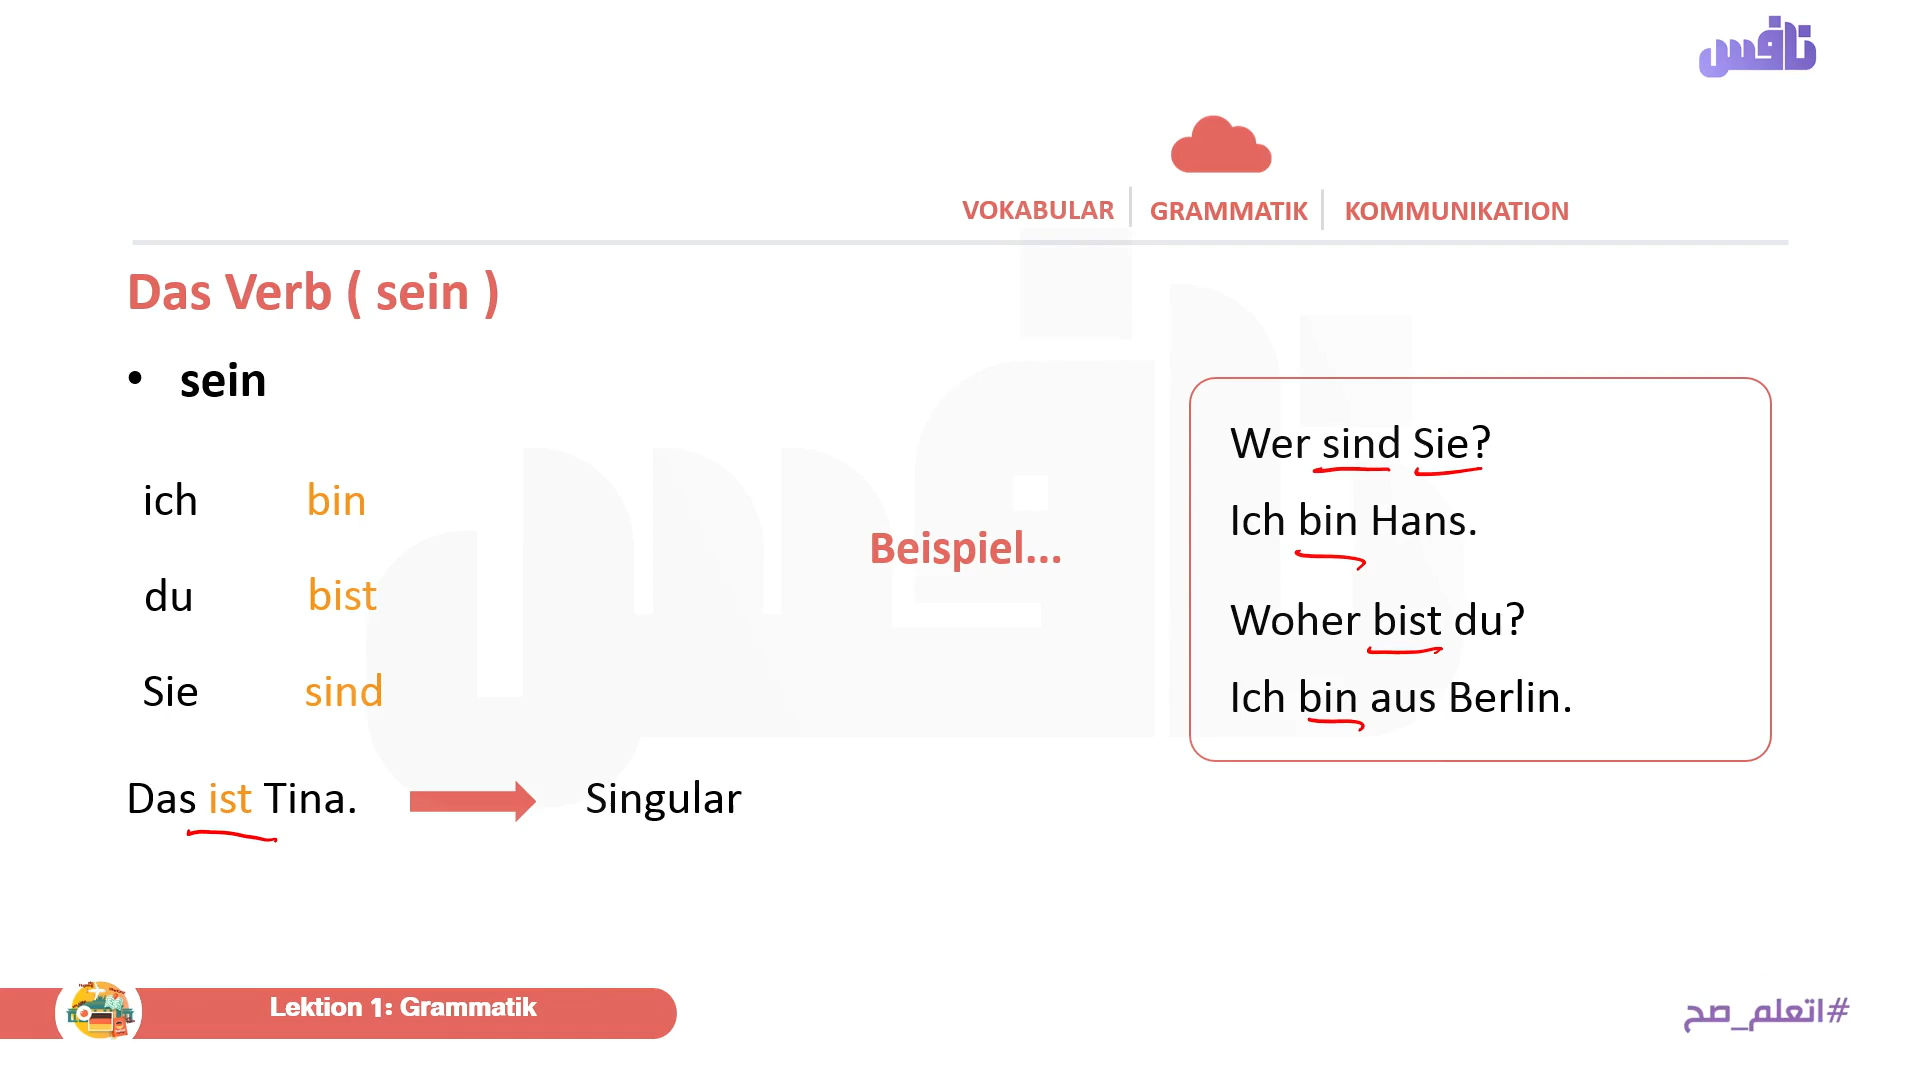 نافس
VOKABULAR
GRAMMATIK
KOMMUNIKATION
Das Verb ( sein )
• sein
ich bin
du bist
Sie sind
Das ist Tina.
Singular
Beispiel...
Wer sind Sie?
Ich bin Hans.
Woher bist du?
Ich bin aus Berlin.
Lektion 1: Grammatik
#اتعلم_صح